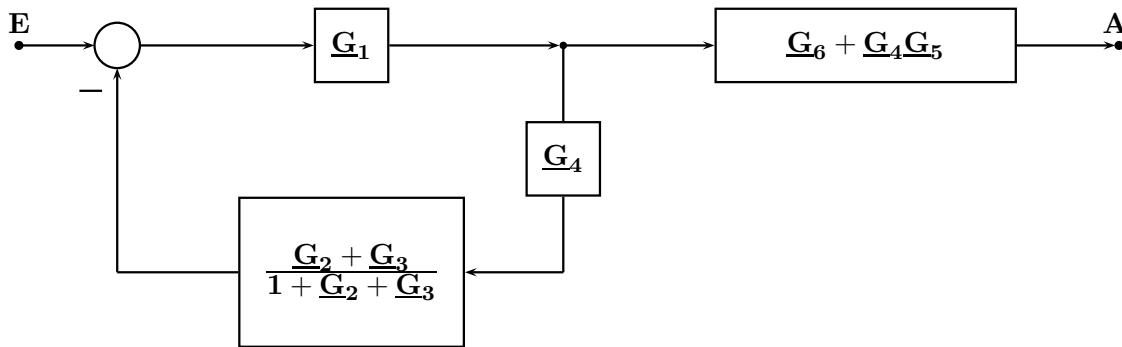 E
A
G₁
G₆ + G₄G₅
−
G₄
G₂ + G₃
1 + G₂ + G₃